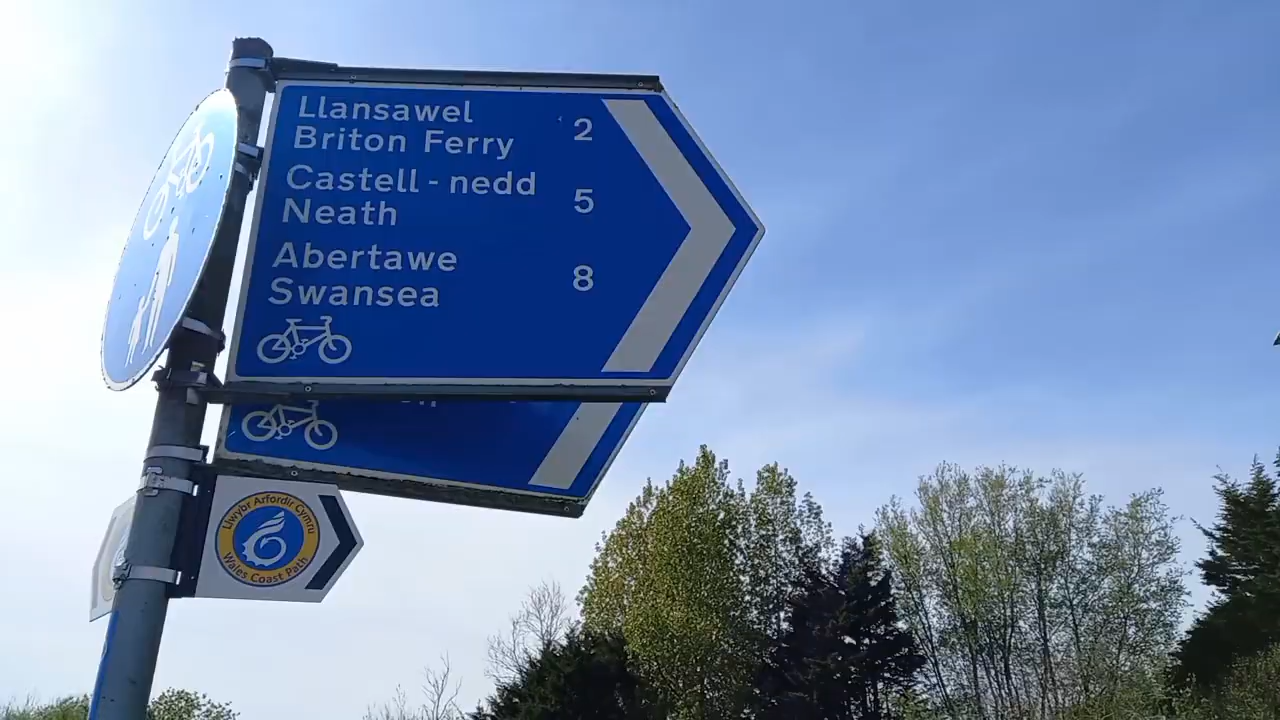 Llansawel
Briton Ferry 2
Castell-nedd
Neath 5
Abertawe
Swansea 8
Llwybr Arfordir Cymru
Wales Coast Path